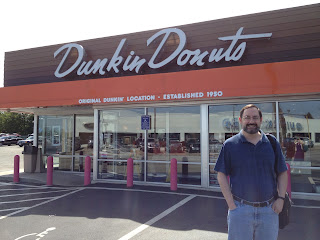 Dunkin Donuts
ORIGINAL DUNKIN' LOCATION · ESTABLISHED 1950